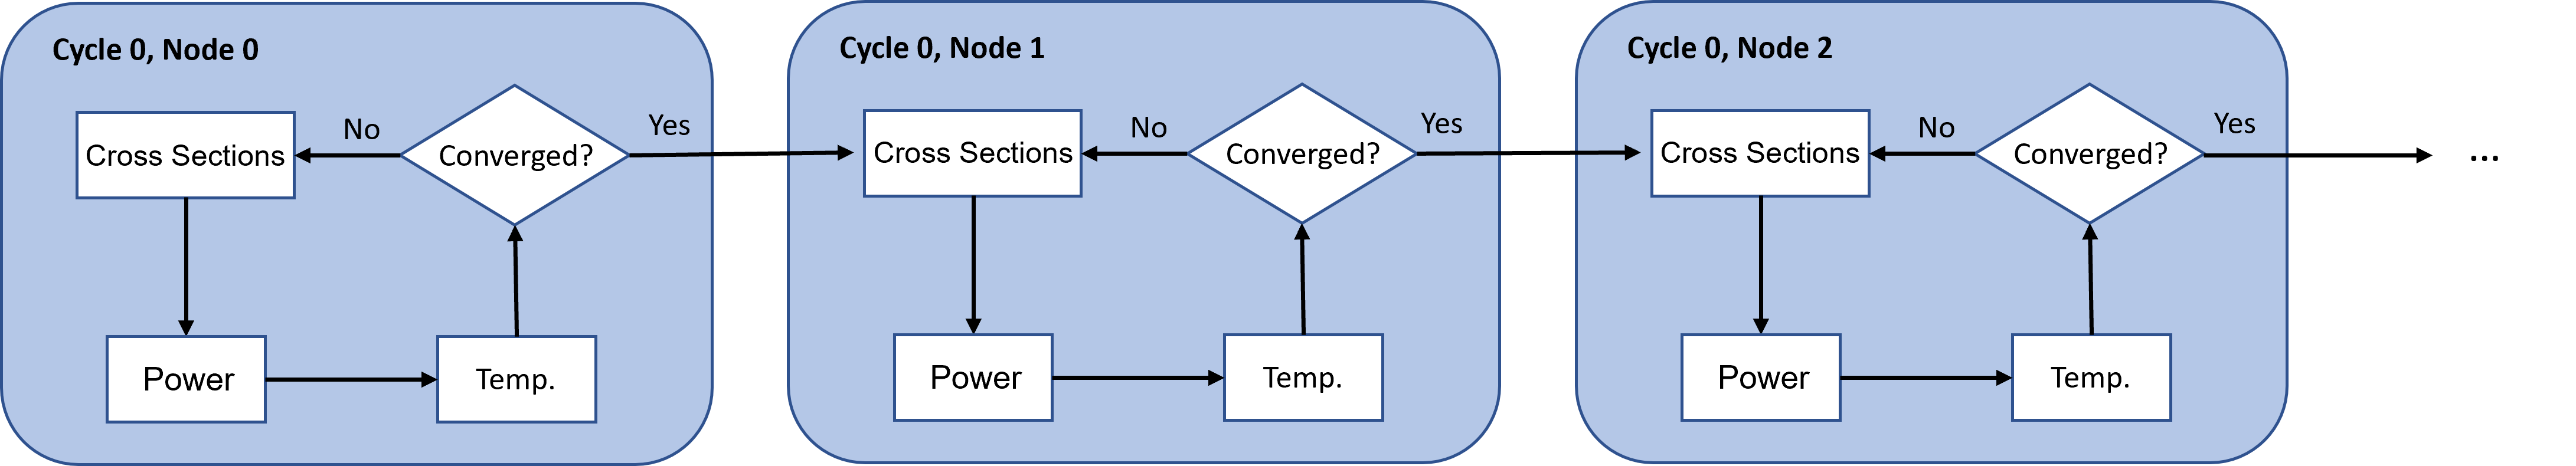 Cycle 0, Node 0
No
Yes
Cross Sections
Converged?
Power
Temp.
Cycle 0, Node 1
No
Yes
Cross Sections
Converged?
Power
Temp.
Cycle 0, Node 2
No
Yes
Cross Sections
Converged?
Power
Temp.
...